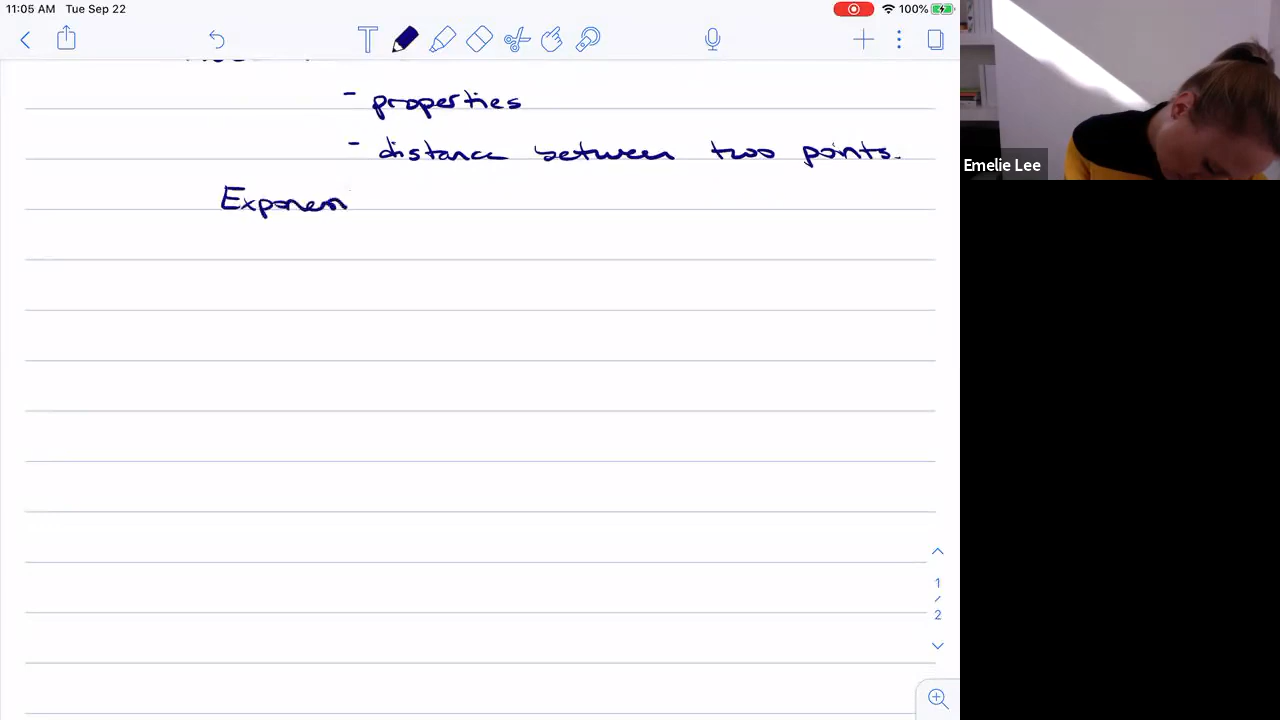 11:05 AM Tue Sep 22
100%
- properties
- distance between two points.
Exponen
Emelie Lee
1
/
2